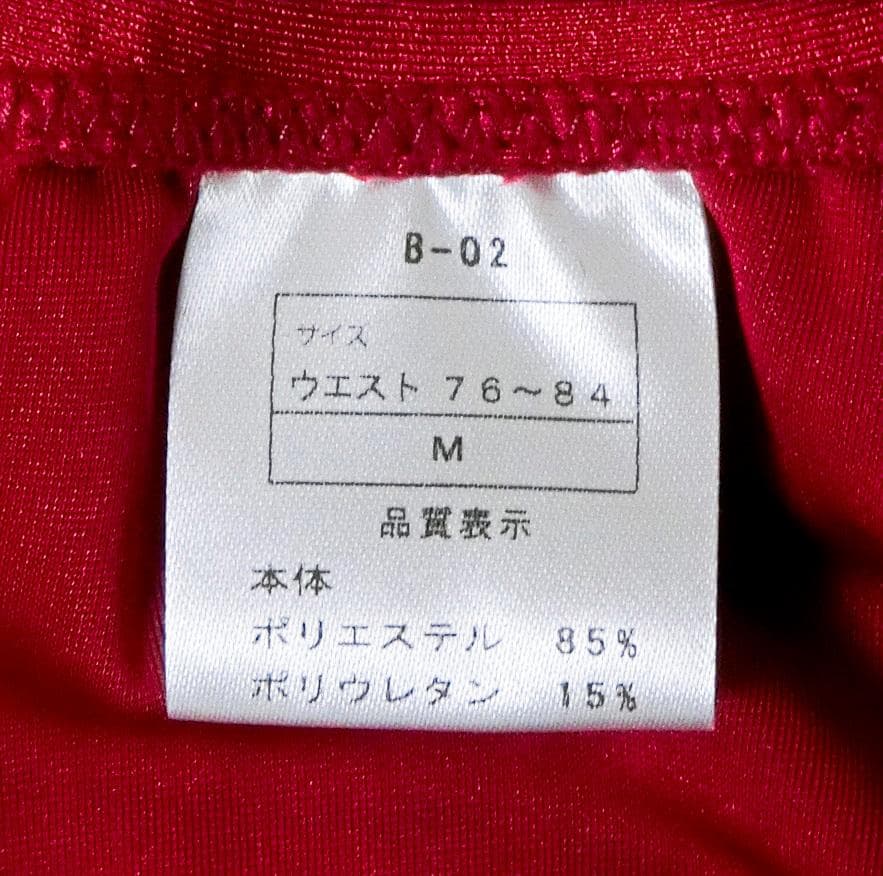 B-02
サイズ
ウエスト 76〜84
M
品質表示
本体
ポリエステル 85%
ポリウレタン 15%